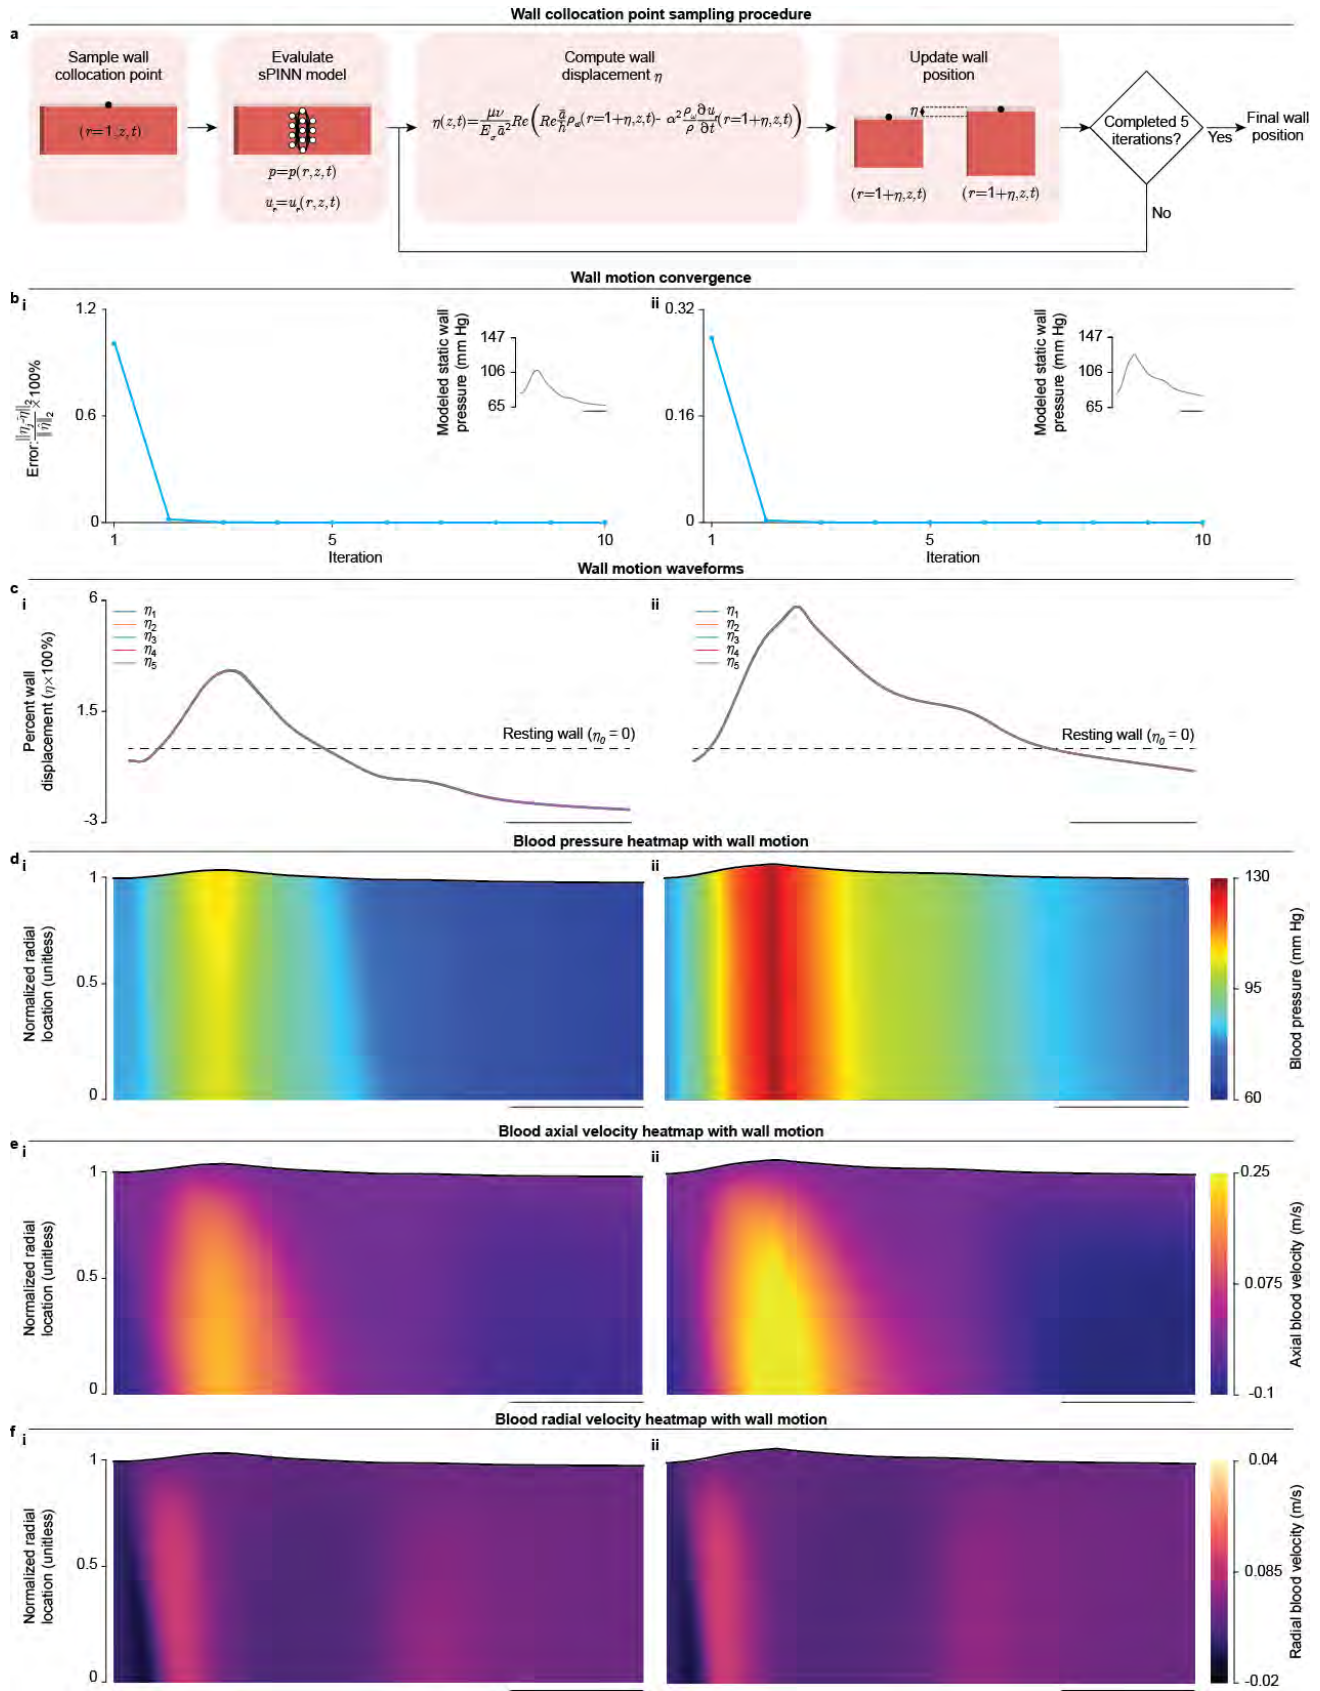 Wall collocation point sampling procedure
a
Sample wall
collocation point
(r=1,z,t)
Evalulate
sPINN model
p=p(r,z,t)
u_r=u_r(r,z,t)
Compute wall
displacement η
Update wall
position
η
(r=1+η,z,t)
(r=1+η,z,t)
Completed 5
iterations?
Yes
No
Final wall
position
Wall motion convergence
b
i
1.2
0.6
0
1
5
10
Iteration
Modeled static wall
pressure (mm Hg)
147
106
65
ii
0.32
0.16
0
1
5
10
Iteration
Modeled static wall
pressure (mm Hg)
147
106
65
Wall motion waveforms
c
i
Percent wall
displacement (η×100%)
6
1.5
-3
η₁
η₂
η₃
η₄
η₅
Resting wall (η₀ = 0)
ii
η₁
η₂
η₃
η₄
η₅
Resting wall (η₀ = 0)
Blood pressure heatmap with wall motion
d
i
Normalized radial
location (unitless)
1
0.5
0
ii
130
95
60
Blood pressure (mm Hg)
Blood axial velocity heatmap with wall motion
e
i
Normalized radial
location (unitless)
1
0.5
0
ii
0.25
0.075
-0.1
Axial blood velocity (m/s)
Blood radial velocity heatmap with wall motion
f
i
Normalized radial
location (unitless)
1
0.5
0
ii
0.04
0.085
-0.02
Radial blood velocity (m/s)